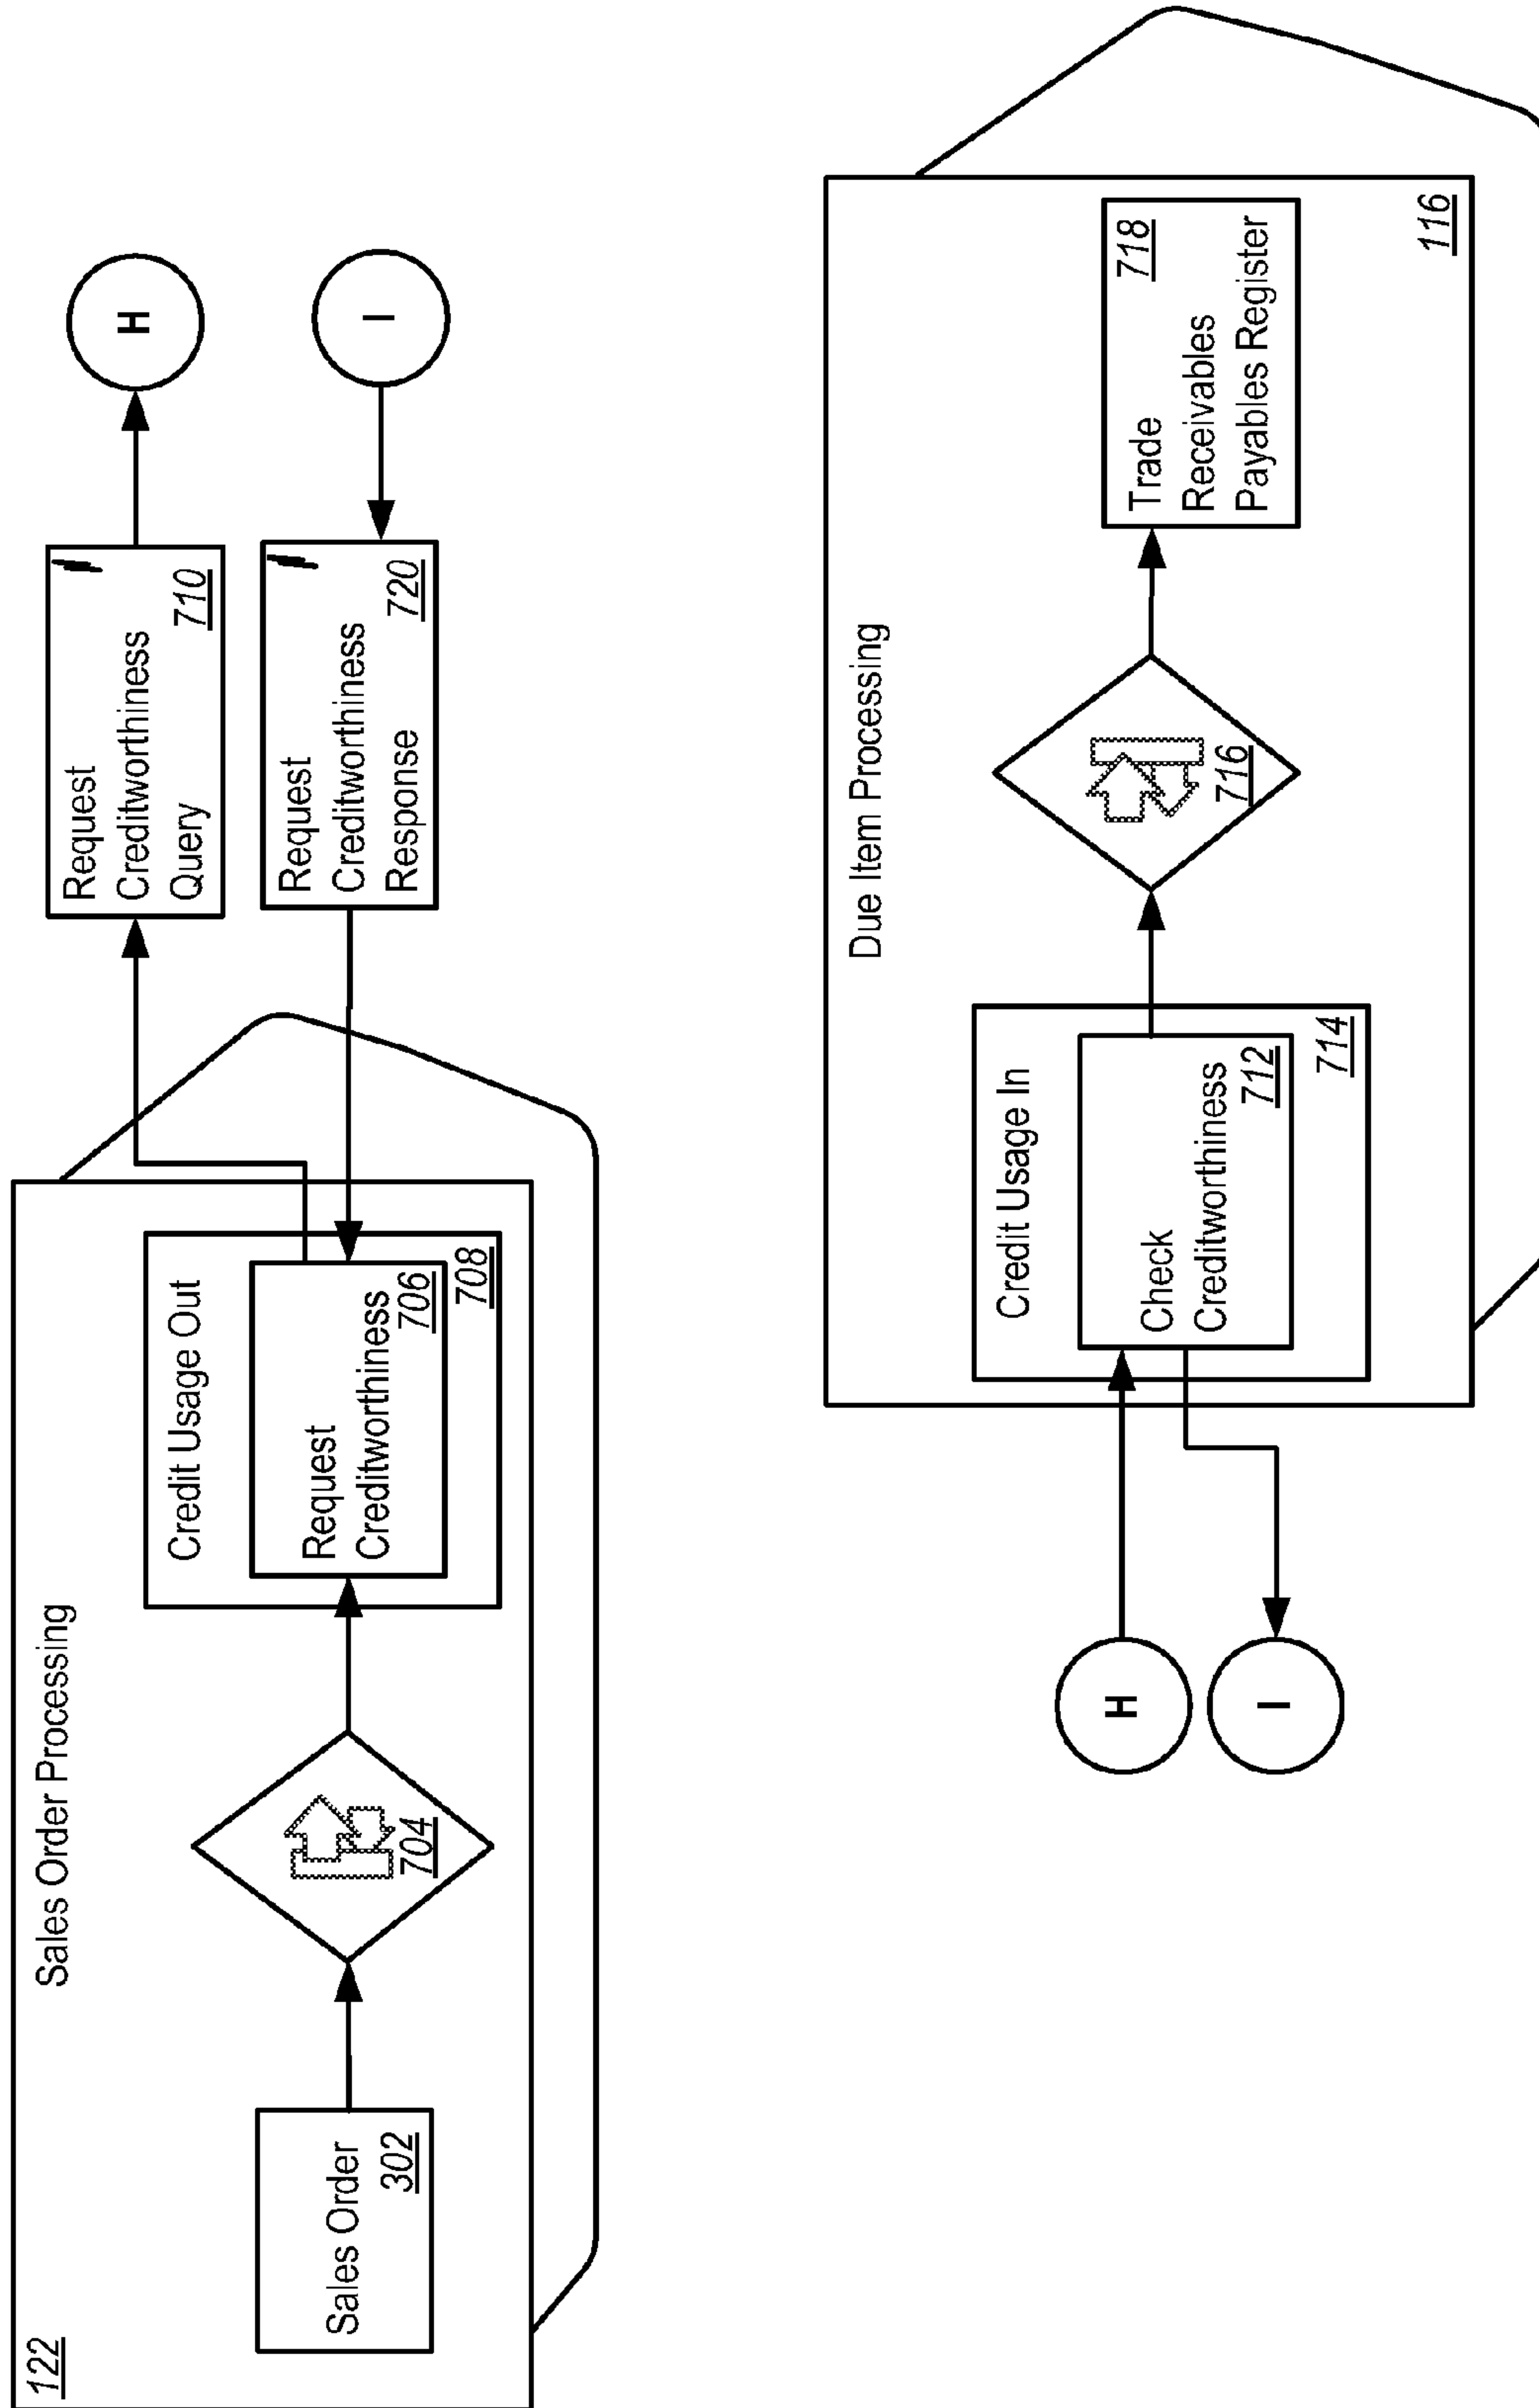 122
Sales Order Processing
Sales Order
302
704
Credit Usage Out
Request
Creditworthiness
706
708
Request
Creditworthiness
Query
710
H
Request
Creditworthiness
Response
720
I
H
I
Due Item Processing
Credit Usage In
Check
Creditworthiness
712
714
716
Trade
Receivables
Payables Register
718
116